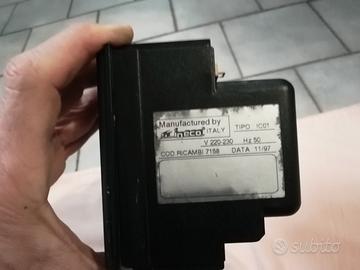 Manufactured by
ITALY TIPO : IC01
V 220-230 Hz 50
COD.RICAMBI 7158 DATA 11/97
subito